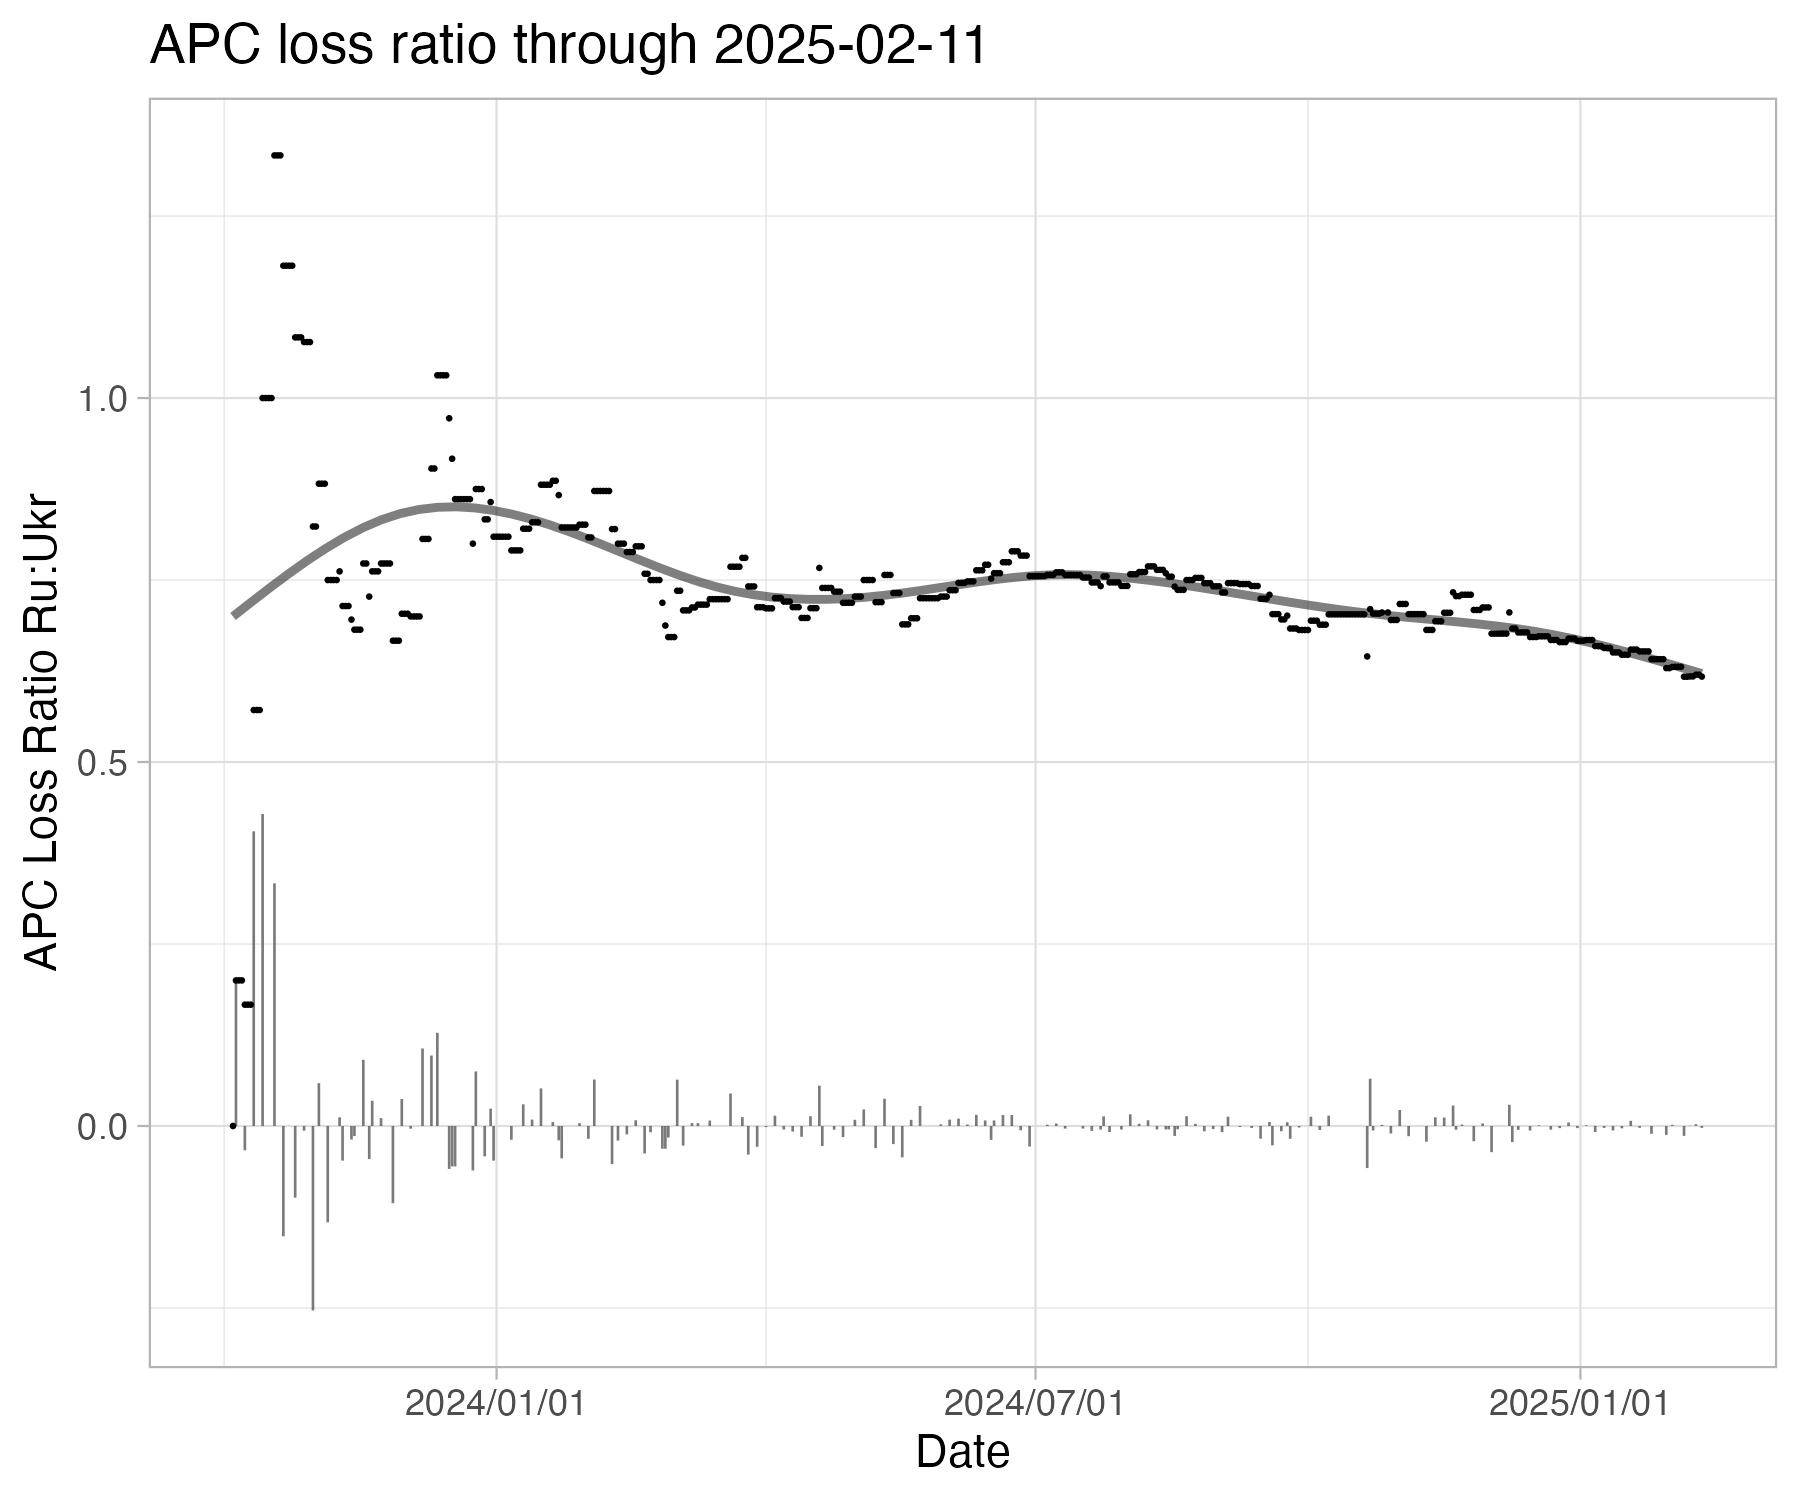 APC loss ratio through 2025-02-11
APC Loss Ratio Ru:Ukr
1.0
0.5
0.0
2024/01/01
2024/07/01
2025/01/01
Date